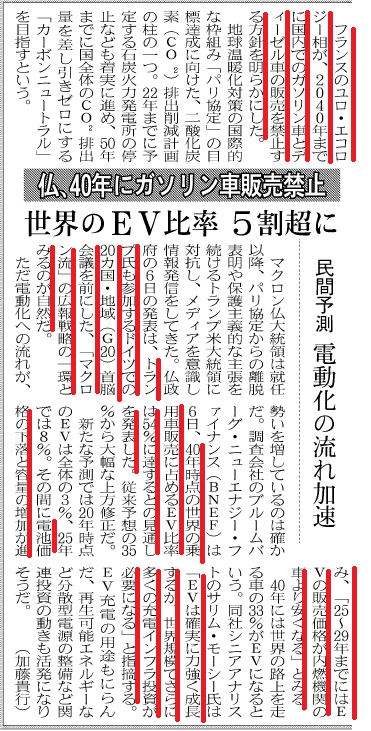 フランスのユロ・エコロ
ジー相が、2040年まで
に国内でのガソリン車とデ
ィーゼル車の販売を禁止す
る方針を明らかにした。
地球温暖化対策の国際的
な枠組み「パリ協定」の目
標達成に向けた、二酸化炭
素（CO₂）排出削減計画
の柱の一つ。22年までに予
定する石炭火力発電所の停
止なども着実に進め、50年
までに国全体のCO₂排出
量を差し引きゼロにする
「カーボンニュートラル」
を目指すという。
仏、40年にガソリン車販売禁止
世界のEV比率 5割超に
民間予測 電動化の流れ加速
マクロン仏大統領は就任
以降、パリ協定からの離脱
表明や保護主義的な主張を
続けるトランプ米大統領に
対抗し、メディアを意識し
情報発信をしてきた。仏政
府の6日の発表は、トラン
プ氏も参加するドイツでの
20カ国・地域（G20）首脳
会議を前にした、「マクロ
ン流」の広報戦略の一環と
みるのが自然だ。
ただ電動化への流れが、
勢いを増しているのは確か
だ。調査会社のブルームバ
ーグ・ニュー・エナジー・フ
ァイナンス（BNEF）は
6日、40年時点の世界の乗
用車販売に占めるEV比率
は54％に達するとの見通し
を発表した。従来予想の35
％から大幅な上方修正だ。
新たな予測では20年時点
のEVは全体の3％、25年
では8％。その間に電池価
格の下落と容量の増加が進
み、「25～29年までにはE
Vの販売価格が内燃機関の
車より安くなる」とみる。
40年には世界の路上を走
る車の33％がEVになると
いう。同社シニアアナリス
トのサリム・モーシー氏は
「EVは確実に力強く成長
するが、世界規模でさらに
多くの充電インフラ投資が
必要になる」と指摘する。
EV充電の用途もにらん
だ、再生可能エネルギーな
ど分散型電源の整備など関
連投資の動きも活発になり
そうだ。（加藤貴行）